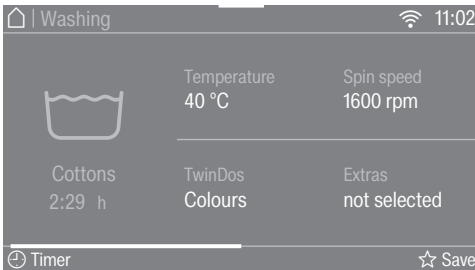 | Washing
11:02
Temperature
40 °C
Spin speed
1600 rpm
Cottons
2:29 h
TwinDos
Colours
Extras
not selected
Timer
Save